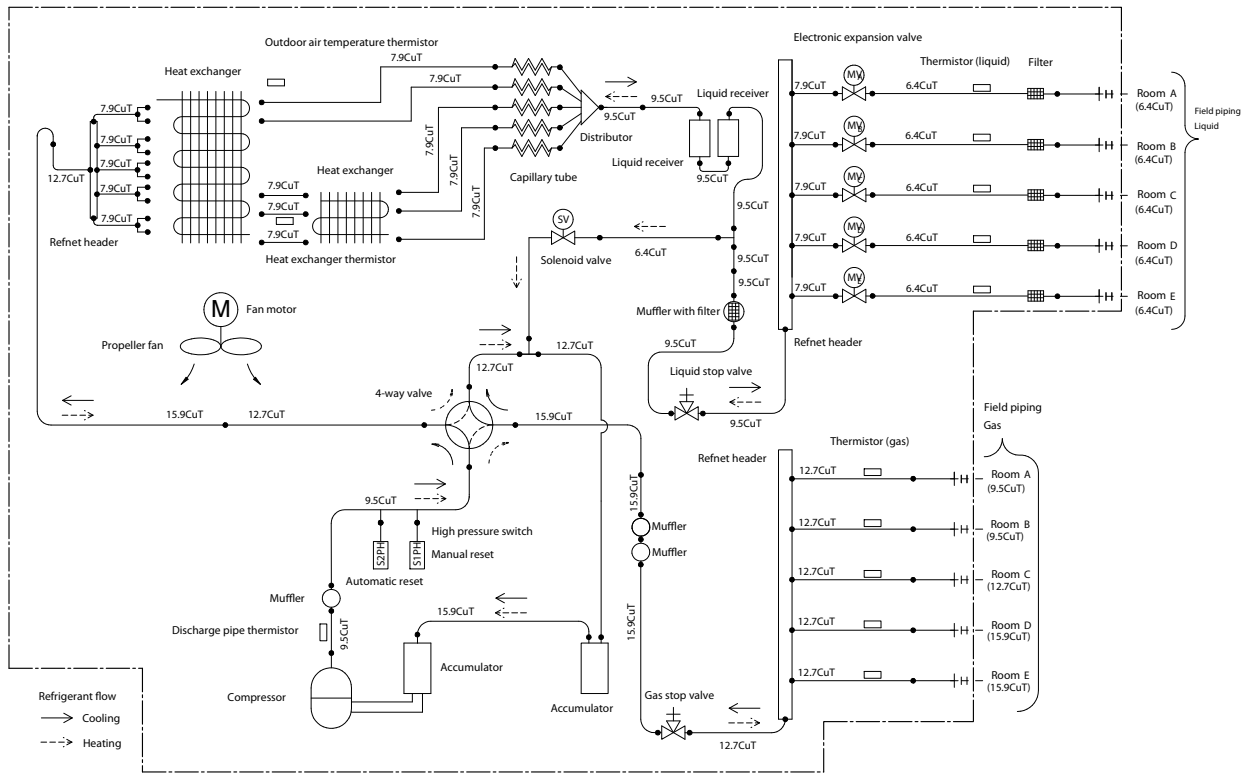 Outdoor air temperature thermistor
7.9CuT
Heat exchanger
7.9CuT
7.9CuT
7.9CuT
7.9CuT
7.9CuT
7.9CuT
12.7CuT
Refnet header
7.9CuT
7.9CuT
7.9CuT
7.9CuT
Heat exchanger
Heat exchanger thermistor
7.9CuT
7.9CuT
7.9CuT
Capillary tube
Distributor
9.5CuT
9.5CuT
Liquid receiver
Liquid receiver
9.5CuT
9.5CuT
SV
Solenoid valve
6.4CuT
9.5CuT
9.5CuT
Muffler with filter
9.5CuT
Liquid stop valve
9.5CuT
Refnet header
Electronic expansion valve
Thermistor (liquid)
Filter
7.9CuT
6.4CuT
Room A
(6.4CuT)
7.9CuT
6.4CuT
Room B
(6.4CuT)
7.9CuT
6.4CuT
Room C
(6.4CuT)
7.9CuT
6.4CuT
Room D
(6.4CuT)
7.9CuT
6.4CuT
Room E
(6.4CuT)
Field piping
Liquid
M
Fan motor
Propeller fan
12.7CuT
12.7CuT
4-way valve
15.9CuT
12.7CuT
15.9CuT
9.5CuT
High pressure switch
S2PH
S1PH
Manual reset
Automatic reset
Muffler
Discharge pipe thermistor
9.5CuT
Compressor
15.9CuT
Accumulator
Accumulator
15.9CuT
Muffler
Muffler
15.9CuT
Gas stop valve
12.7CuT
Refnet header
Thermistor (gas)
Field piping
Gas
12.7CuT
Room A
(9.5CuT)
12.7CuT
Room B
(9.5CuT)
12.7CuT
Room C
(12.7CuT)
12.7CuT
Room D
(15.9CuT)
12.7CuT
Room E
(15.9CuT)
Refrigerant flow
Cooling
Heating